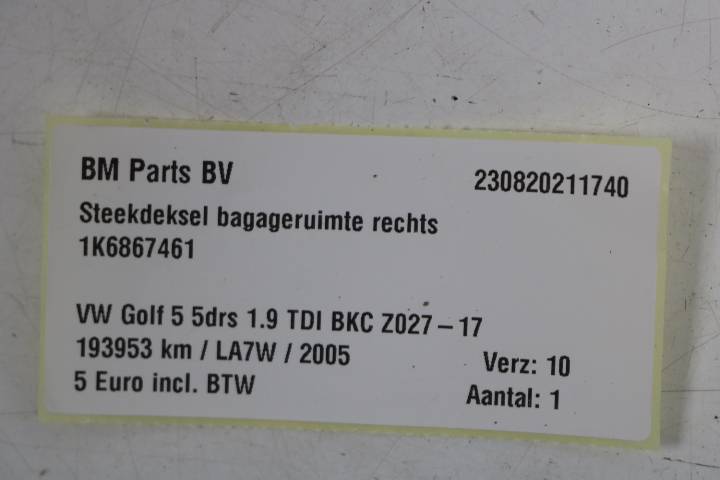 BM Parts BV 230820211740
Steekdeksel bagageruimte rechts
1K6867461
VW Golf 5 5drs 1.9 TDI BKC Z027-17
193953 km / LA7W / 2005 Verz: 10
5 Euro incl. BTW Aantal: 1